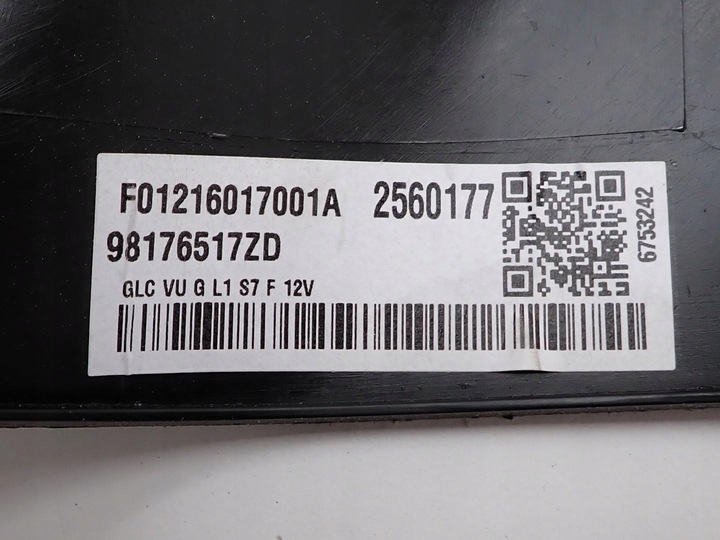 F01216017001A 2560177
98176517ZD
GLC VU G L1 S7 F 12V
6753242